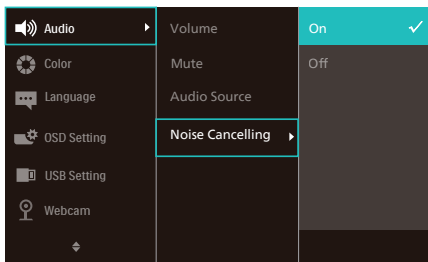 Audio
Color
Language
OSD Setting
USB Setting
Webcam
Volume
Mute
Audio Source
Noise Cancelling
On
Off